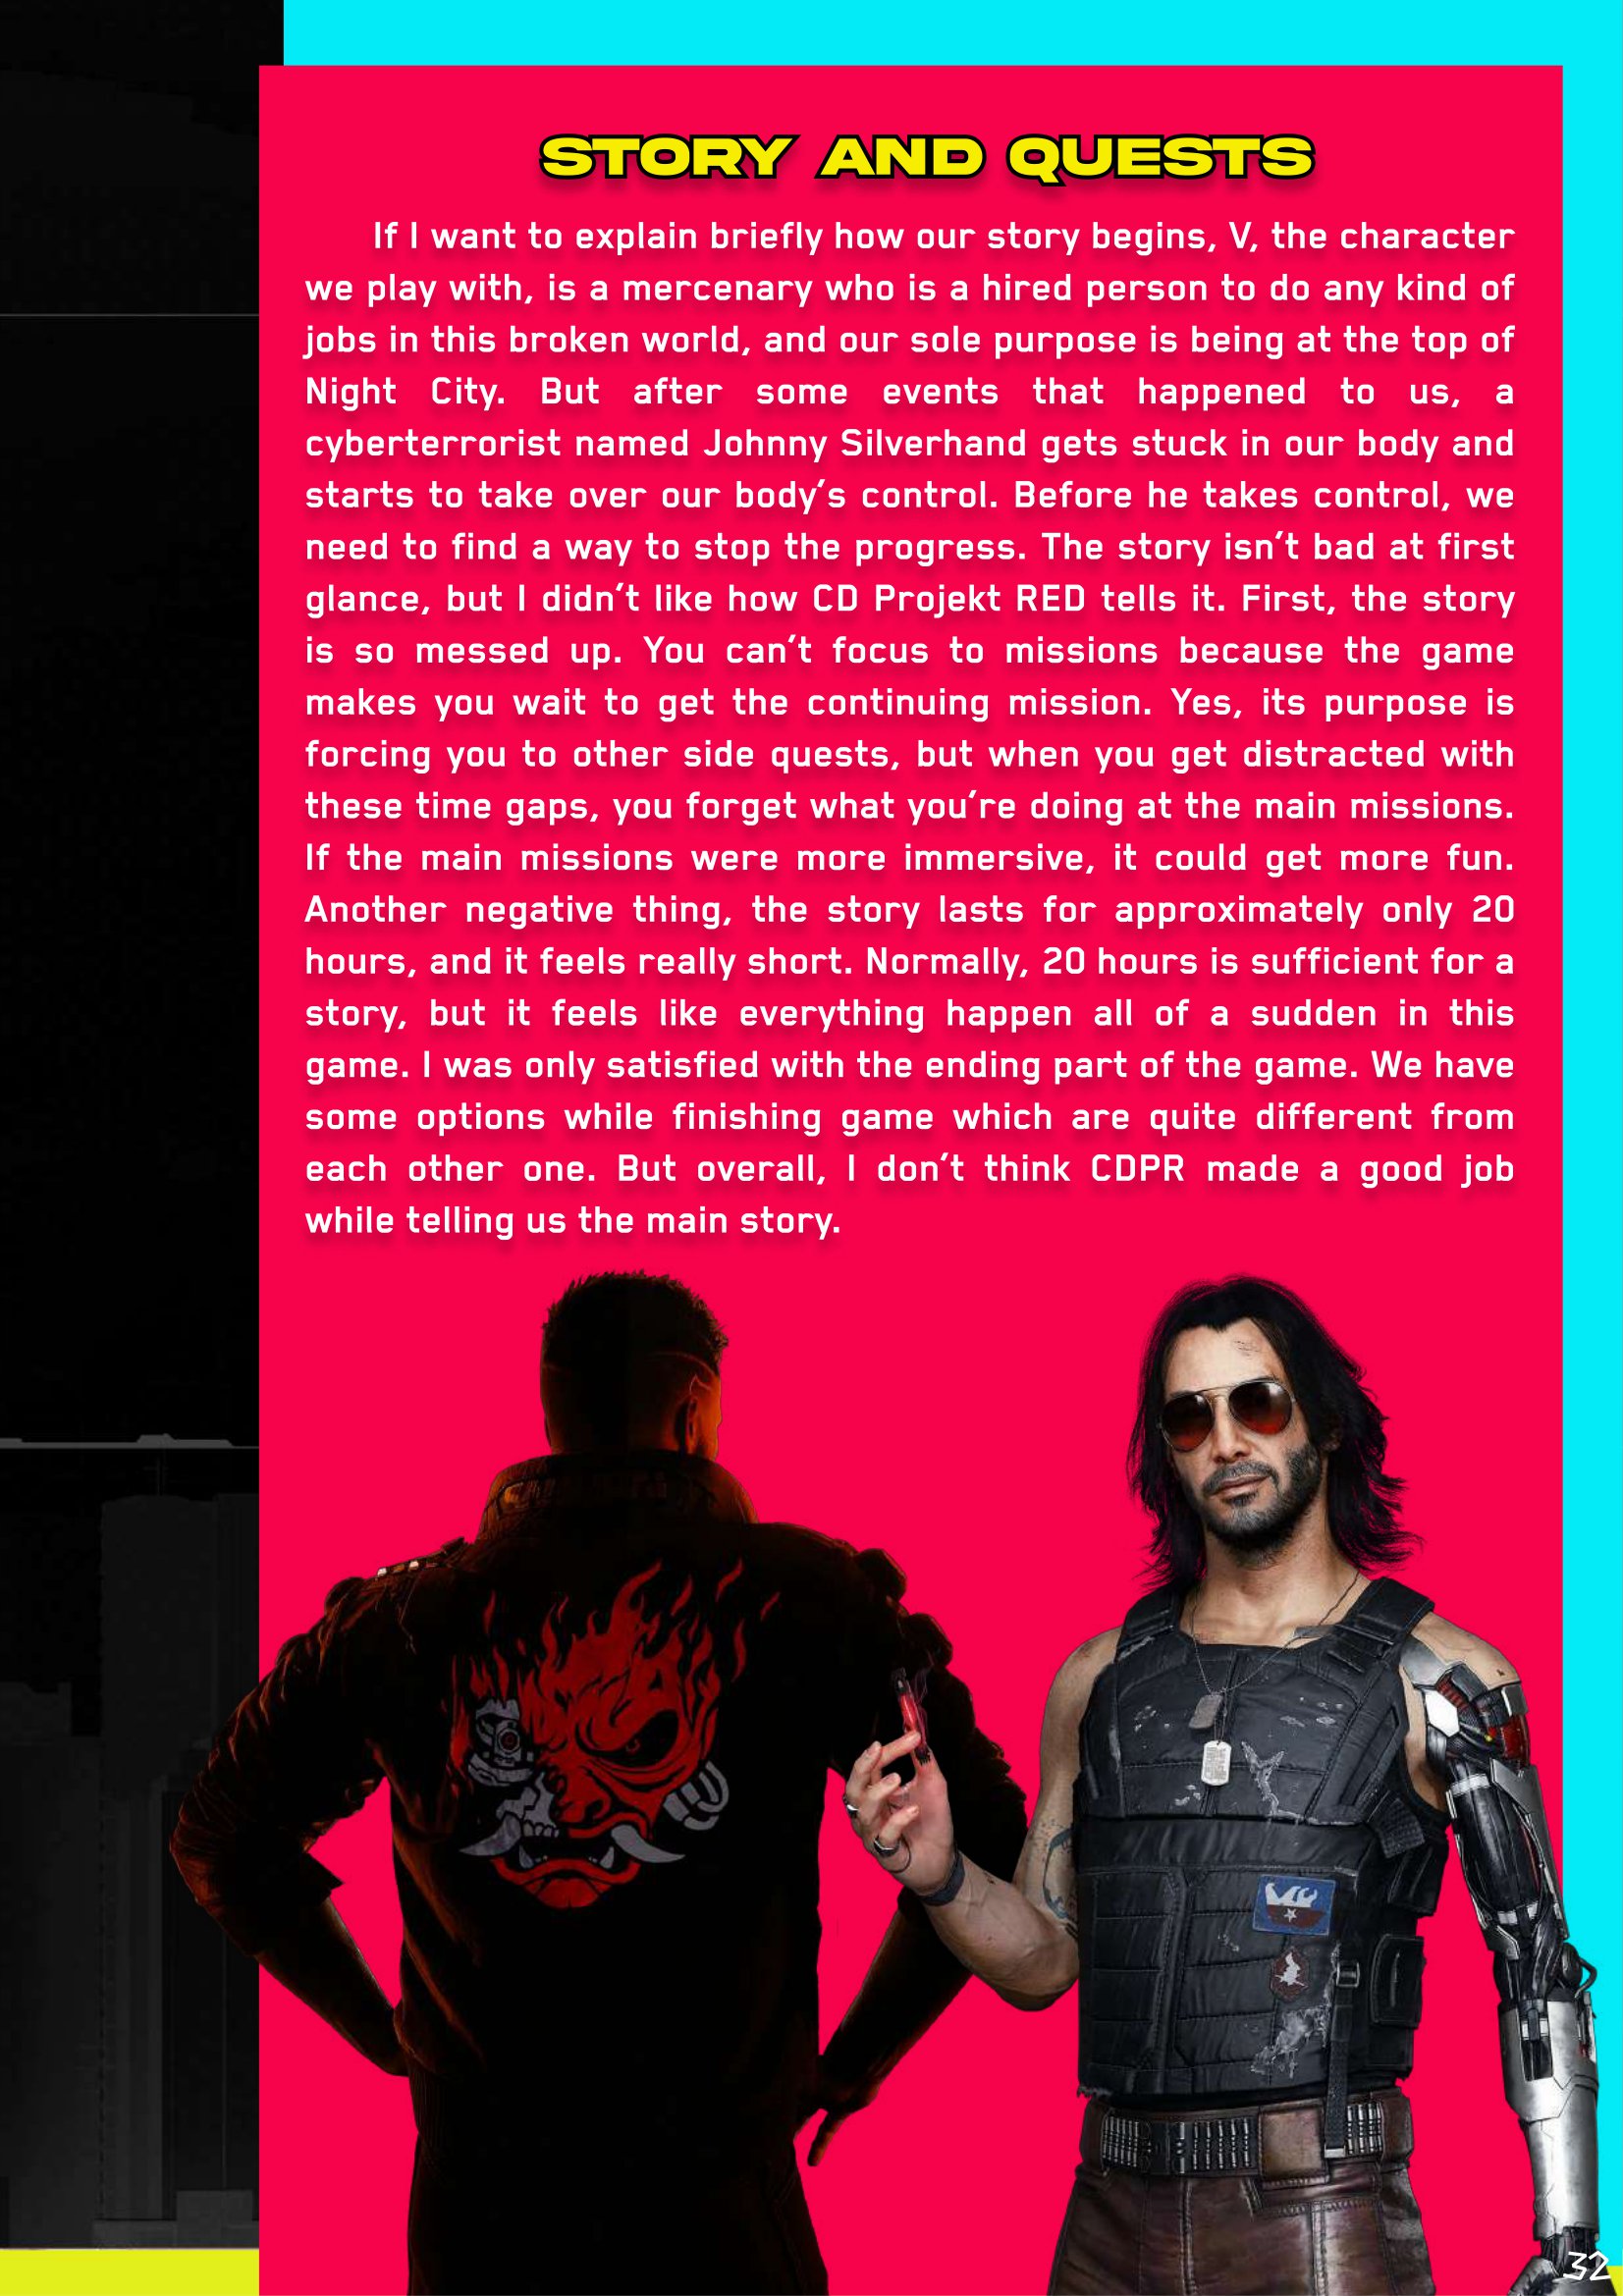 STORY AND QUESTS
If I want to explain briefly how our story begins, V, the character
we play with, is a mercenary who is a hired person to do any kind of
jobs in this broken world, and our sole purpose is being at the top of
Night City. But after some events that happened to us, a
cyberterrorist named Johnny Silverhand gets stuck in our body and
starts to take over our body's control. Before he takes control, we
need to find a way to stop the progress. The story isn't bad at first
glance, but I didn't like how CD Projekt RED tells it. First, the story
is so messed up. You can't focus to missions because the game
makes you wait to get the continuing mission. Yes, its purpose is
forcing you to other side quests, but when you get distracted with
these time gaps, you forget what you're doing at the main missions.
If the main missions were more immersive, it could get more fun.
Another negative thing, the story lasts for approximately only 20
hours, and it feels really short. Normally, 20 hours is sufficient for a
story, but it feels like everything happen all of a sudden in this
game. I was only satisfied with the ending part of the game. We have
some options while finishing game which are quite different from
each other one. But overall, I don't think CDPR made a good job
while telling us the main story.
32